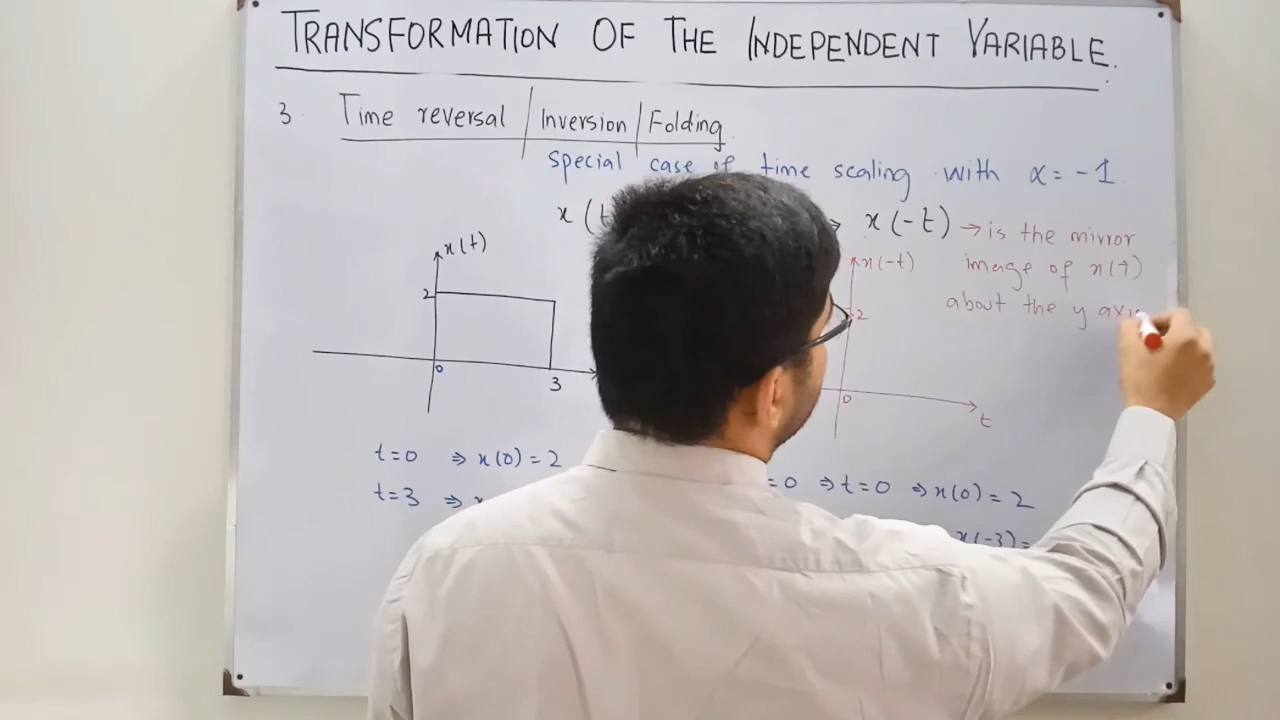 TRANSFORMATION OF THE INDEPENDENT VARIABLE.
3. Time reversal | Inversion | Folding.
special case of time scaling with α = -1.
x(t x(-t) → is the mirror
image of x(t)
about the y
x(t)
2
0
3
x(-t)
2
0
t
t=0 ⇒ x(0) = 2
t=3 ⇒
=0 ⇒ t=0 ⇒ x(0) = 2
x(-3)=